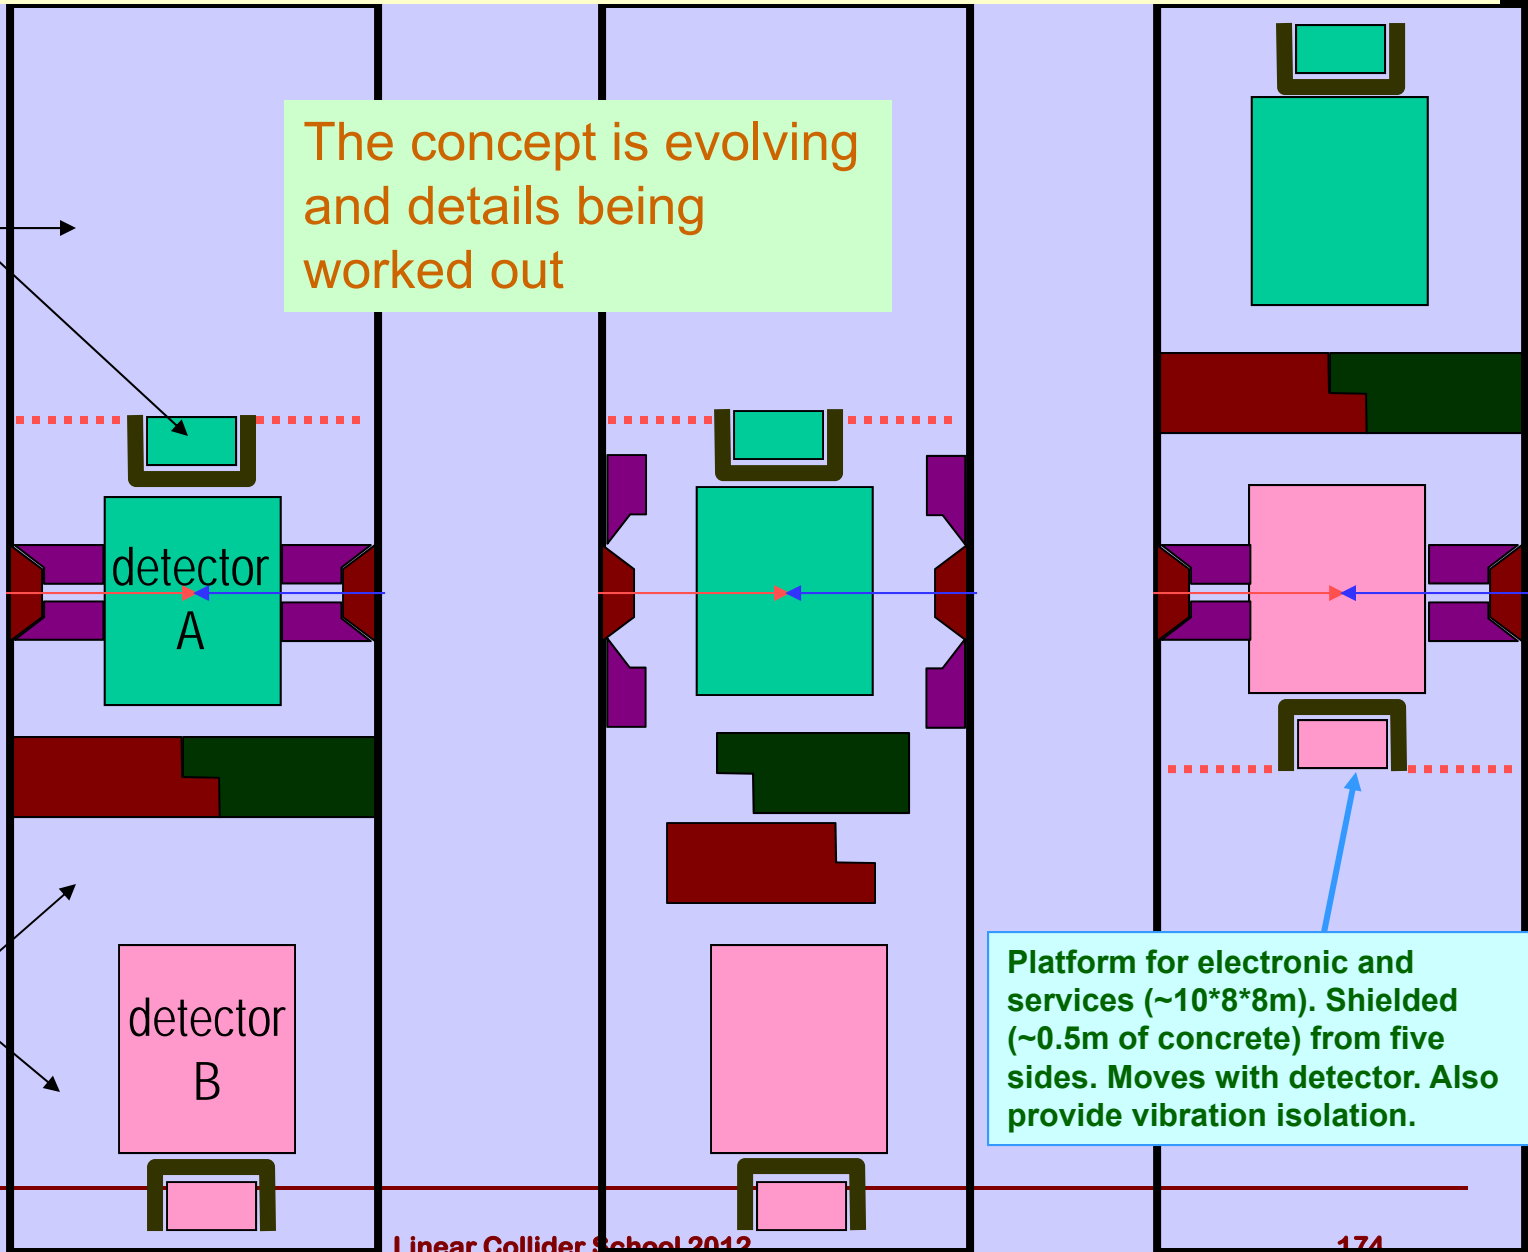 The concept is evolving
and details being
worked out
detector
A
detector
B
Platform for electronic and
services (~10*8*8m). Shielded
(~0.5m of concrete) from five
sides. Moves with detector. Also
provide vibration isolation.
Linear Collider School 2012
174